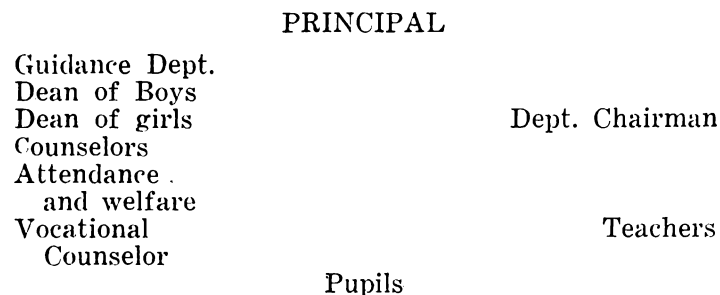 PRINCIPAL
Guidance Dept.
Dean of Boys
Dean of girls Dept. Chairman
Counselors
Attendance
and welfare
Vocational Teachers
Counselor
Pupils